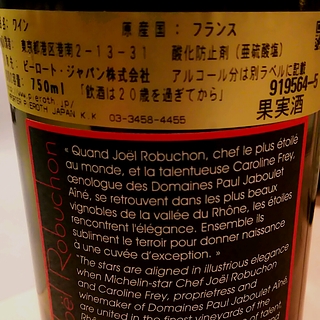 ワイン 原産国：フランス
東京都港区港南2-13-31 酸化防止剤（亜硫酸塩）
ピーロート・ジャパン株式会社 アルコール分は別ラベルに記載
750ml 「飲酒は20歳を過ぎてから」 919564-5
PIEROTH JAPAN K.K 03-3458-4455 果実酒
« Quand Joël Robuchon, chef le plus étoilé
au monde, et la talentueuse Caroline Frey,
œnologue des Domaines Paul Jaboulet
Aîné, se retrouvent dans les plus beaux
vignobles de la vallée du Rhône, les étoiles
rencontrent l'élégance. Ensemble ils
subliment le terroir pour donner naissance
à une cuvée d'exception. »
"The stars are aligned in illustrious elegance
when Michelin-star Chef Joël Robuchon
and Caroline Frey, proprietress and
winemaker of Domaines Paul Jaboulet Aîné
are united in the finest vineyards of the
of talent,
Robuchon